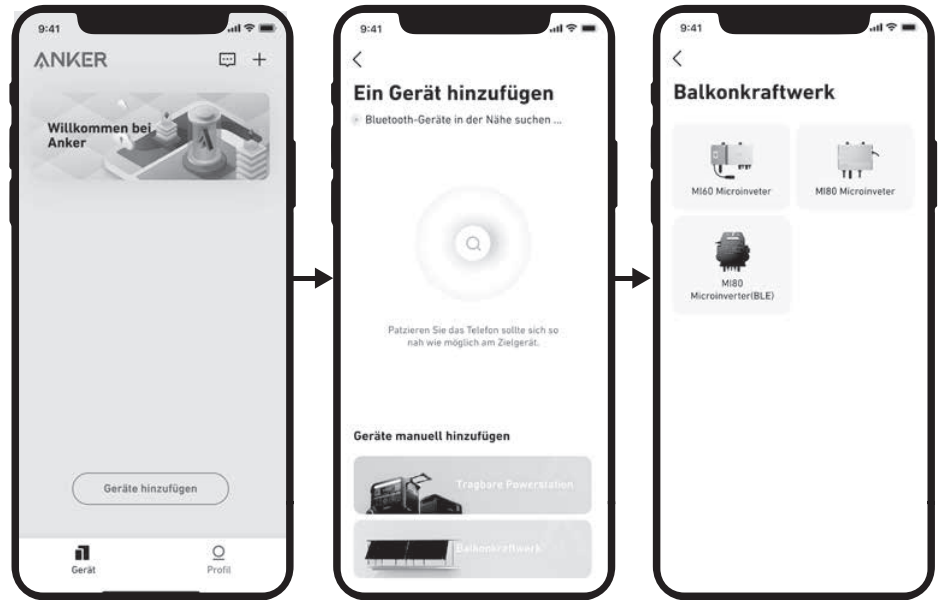 9:41
ANKER
Willkommen bei
Anker
Geräte hinzufügen
Gerät
Profil
9:41
Ein Gerät hinzufügen
Bluetooth-Geräte in der Nähe suchen ...
Patzieren Sie das Telefon sollte sich so
nah wie möglich am Zielgerät.
Geräte manuell hinzufügen
Tragbare Powerstation
Balkonkraftwerk
9:41
Balkonkraftwerk
MI60 Microinveter
MI80 Microinveter
MI80
Microinverter(BLE)